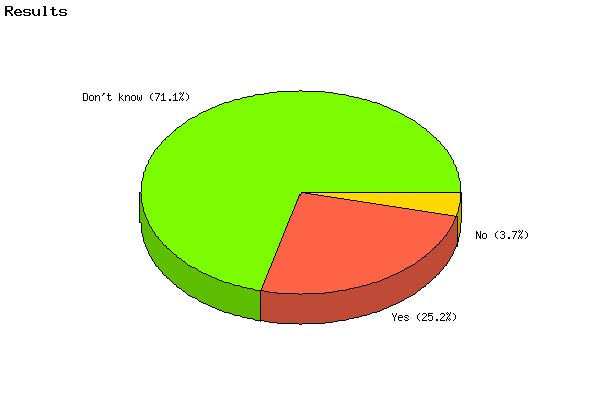 Results
Don't know (71.1%)
No (3.7%)
Yes (25.2%)